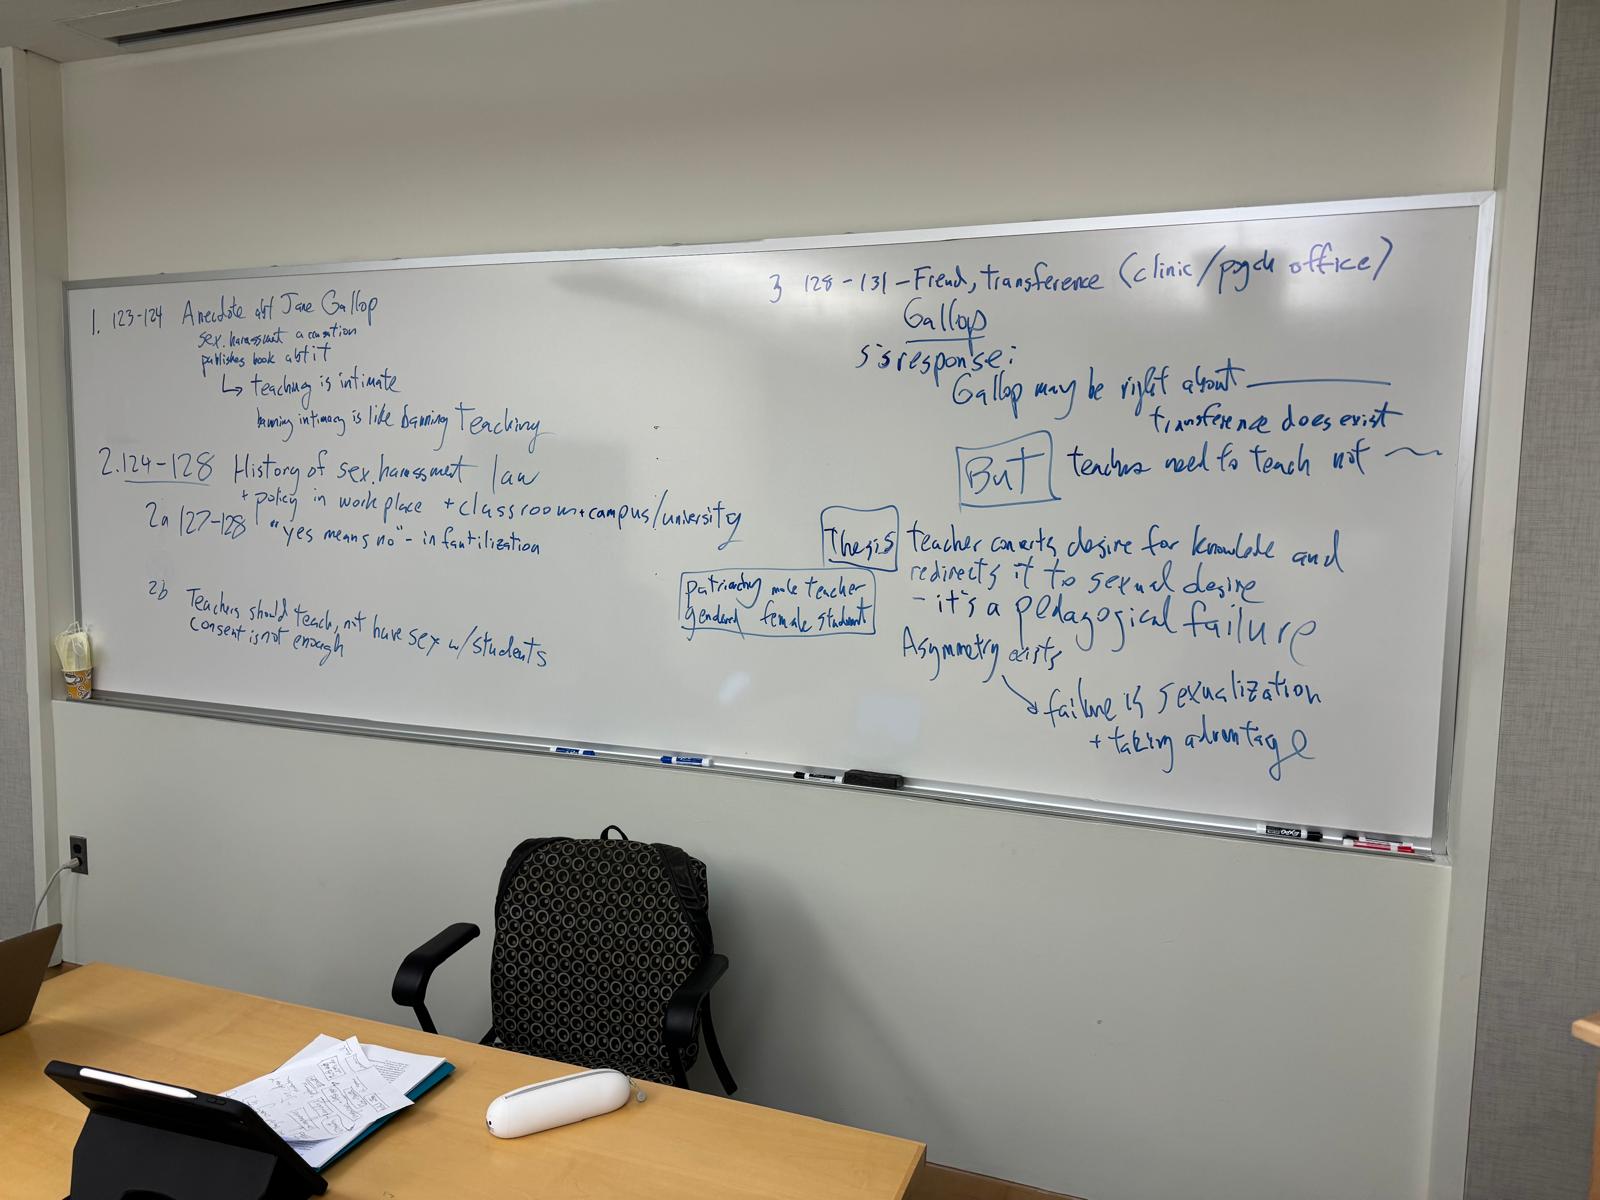 1. 123-124 Anecdote abt Jane Gallop
sex. harassment accusation
publishes book abt it
↳ teaching is intimate
banning intimacy is like banning Teaching
2. 124-128 History of sex. harassment law
+ policy in work place + classroom + campus/university
2a 127-128 "yes means no" - infantilization
2b Teachers should teach, not have sex w/students
consent is not enough
3 128-131 - Freud, transference (clinic/psych office)
Gallop
S's response:
Gallop may be right about
transference does exist
BUT teachers need to teach not
Thesis teacher converts desire for knowledge and
redirects it to sexual desire
- it's a pedagogical failure
patriarchy male teacher
gendered female student
Asymmetry exists
failure is sexualization
+ taking advantage
EXPO